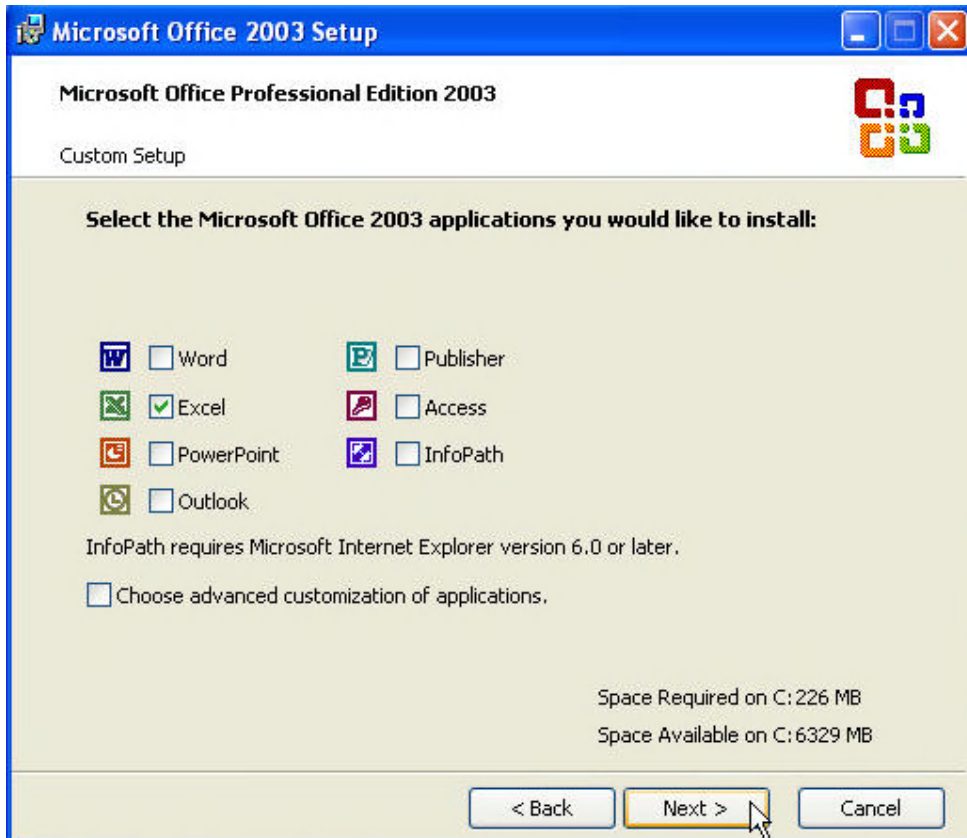 Microsoft Office 2003 Setup
Microsoft Office Professional Edition 2003
Custom Setup
Select the Microsoft Office 2003 applications you would like to install:
Word
Publisher
Excel
Access
PowerPoint
InfoPath
Outlook
InfoPath requires Microsoft Internet Explorer version 6.0 or later.
Choose advanced customization of applications.
Space Required on C: 226 MB
Space Available on C: 6329 MB
< Back
Next >
Cancel